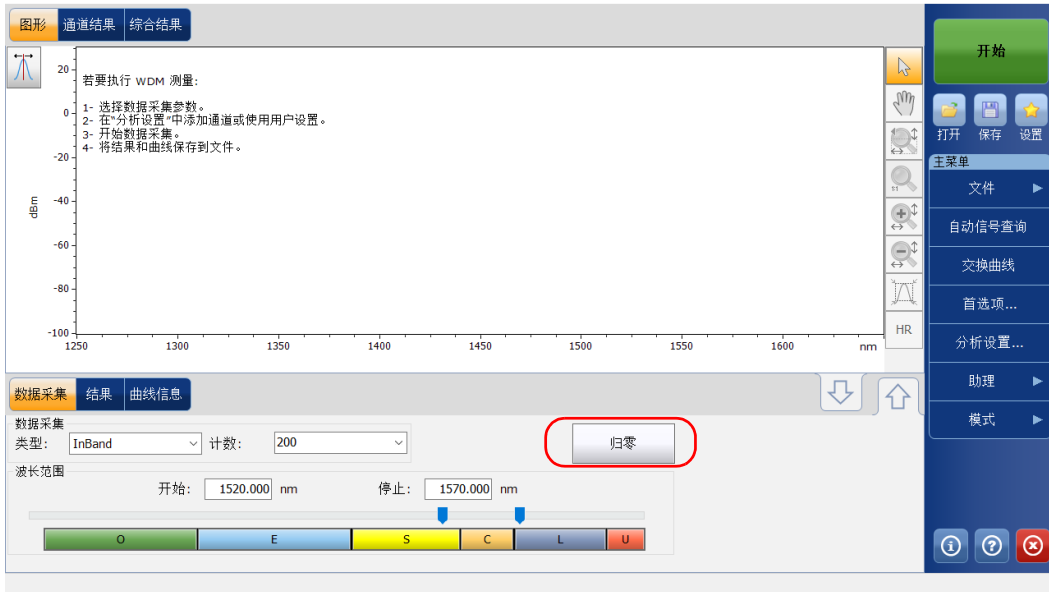 图形 通道结果 综合结果
若要执行 WDM 测量:
1- 选择数据采集参数。
2- 在"分析设置"中添加通道或使用用户设置。
3- 开始数据采集。
4- 将结果和曲线保存到文件。
dBm
20
0
-20
-40
-60
-80
-100
1250 1300 1350 1400 1450 1500 1550 1600 nm
1:1
HR
数据采集 结果 曲线信息
数据采集
类型: InBand 计数: 200 归零
波长范围
开始: 1520.000 nm 停止: 1570.000 nm
O E S C L U
开始
打开 保存 设置
主菜单
文件
自动信号查询
交换曲线
首选项...
分析设置...
助理
模式